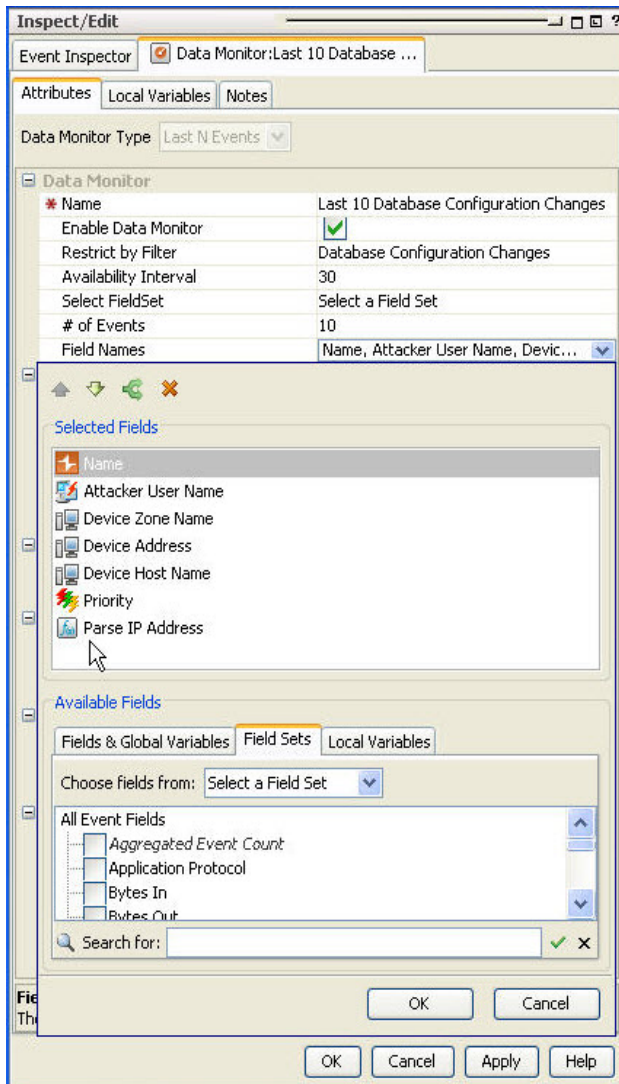 Inspect/Edit
?
Event Inspector
Data Monitor:Last 10 Database ...
Attributes
Local Variables
Notes
Data Monitor Type
Last N Events
Data Monitor
* Name Last 10 Database Configuration Changes
Enable Data Monitor
Restrict by Filter Database Configuration Changes
Availability Interval 30
Select FieldSet Select a Field Set
# of Events 10
Field Names Name, Attacker User Name, Devic...
Selected Fields
Name
Attacker User Name
Device Zone Name
Device Address
Device Host Name
Priority
Parse IP Address
Available Fields
Fields & Global Variables
Field Sets
Local Variables
Choose fields from: Select a Field Set
All Event Fields
Aggregated Event Count
Application Protocol
Bytes In
Bytes Out
Search for:
OK Cancel
Fie
The
OK Cancel Apply Help